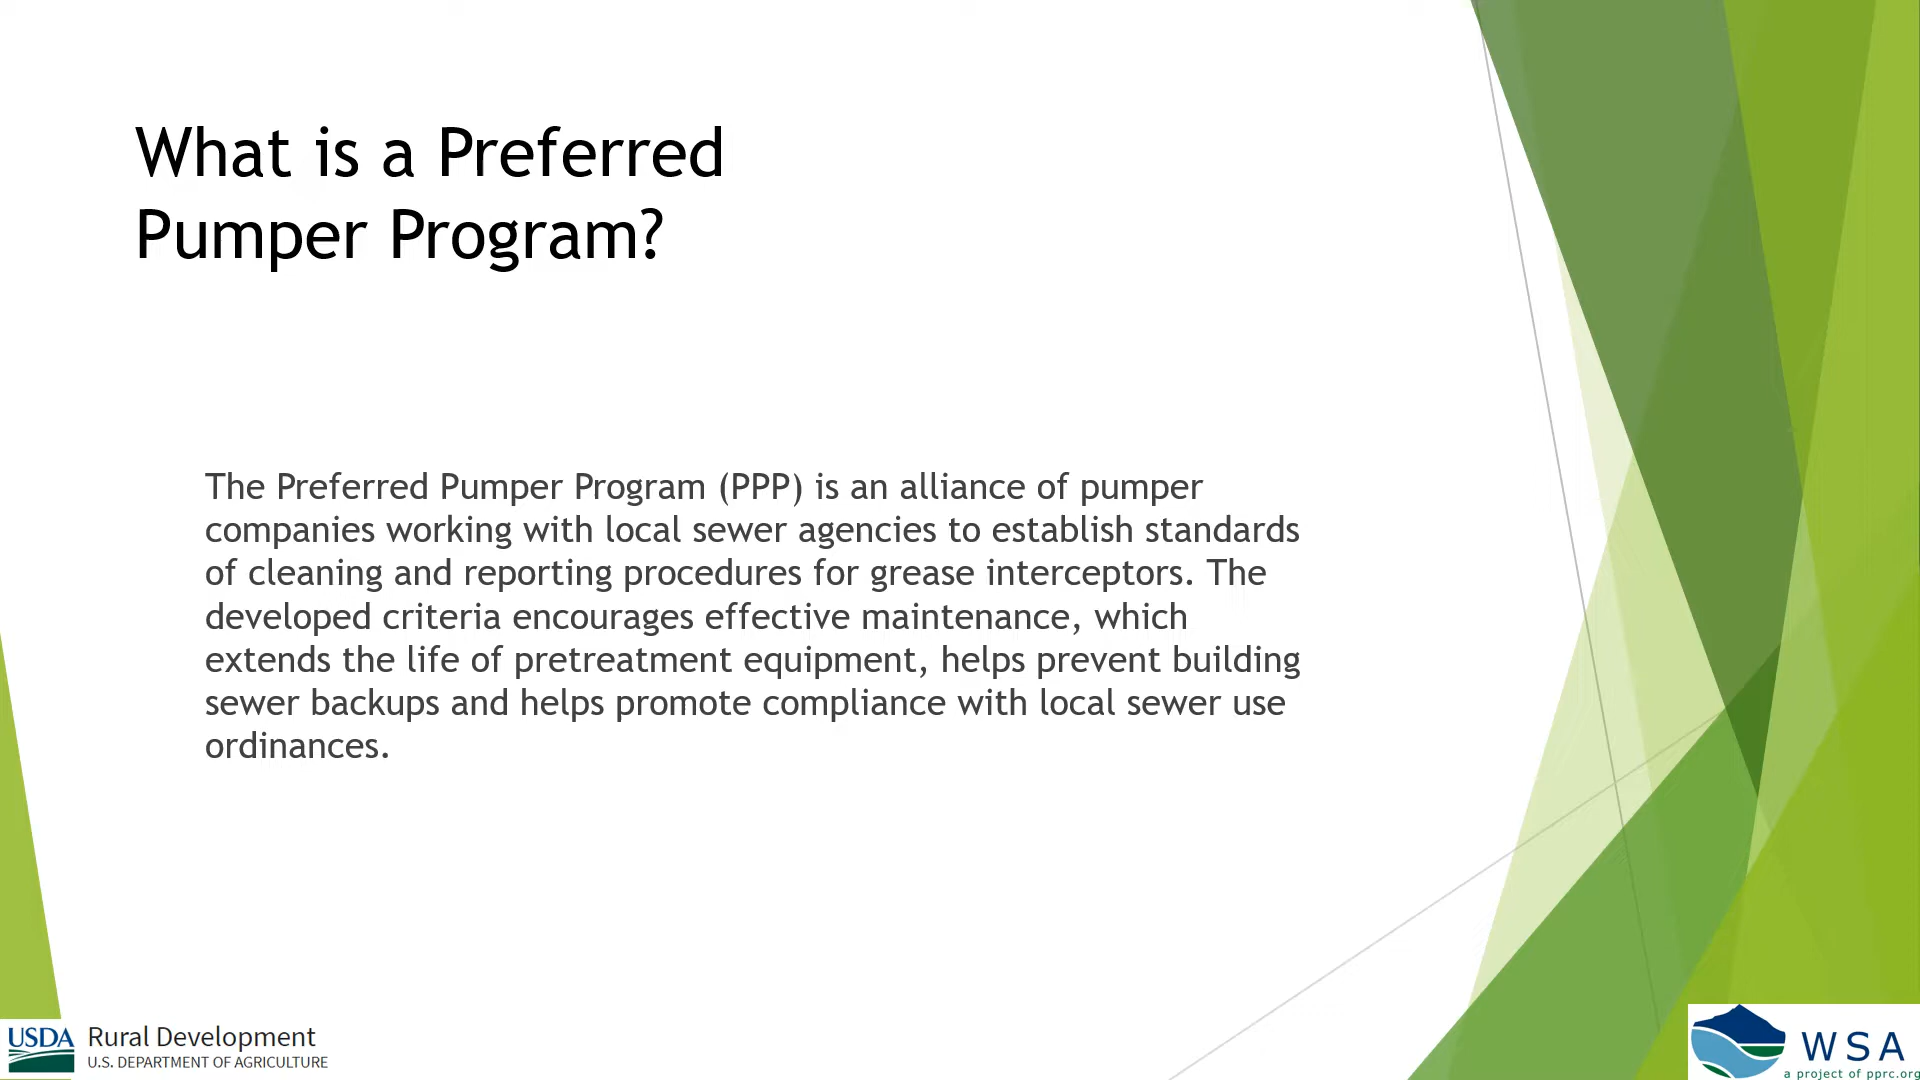 What is a Preferred
Pumper Program?
The Preferred Pumper Program (PPP) is an alliance of pumper
companies working with local sewer agencies to establish standards
of cleaning and reporting procedures for grease interceptors. The
developed criteria encourages effective maintenance, which
extends the life of pretreatment equipment, helps prevent building
sewer backups and helps promote compliance with local sewer use
ordinances.
USDA Rural Development
U.S. DEPARTMENT OF AGRICULTURE
WSA
a project of pprc.org